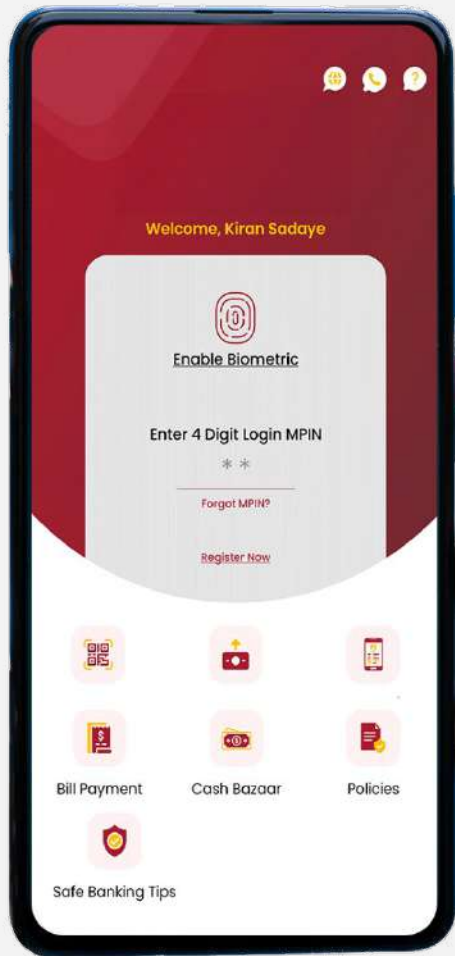 Welcome, Kiran Sadaye
Enable Biometric
Enter 4 Digit Login MPIN
* *
Forgot MPIN?
Register Now
Bill Payment
Cash Bazaar
Policies
Safe Banking Tips